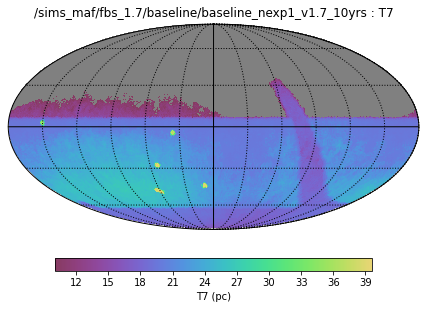 /sims_maf/fbs_1.7/baseline/baseline_nexp1_v1.7_10yrs : T7
12 15 18 21 24 27 30 33 36 39
T7 (pc)